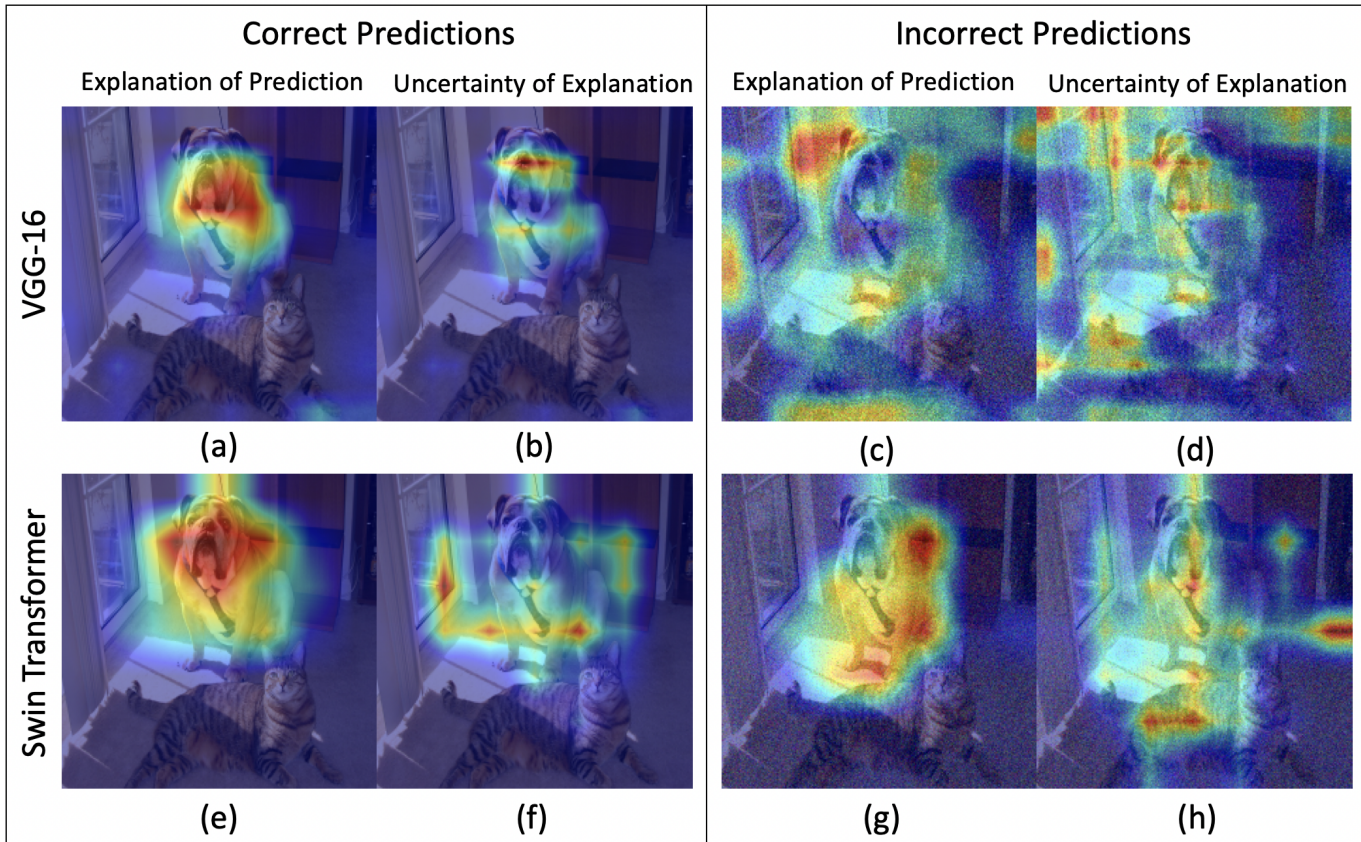 Correct Predictions
Incorrect Predictions
Explanation of Prediction
Uncertainty of Explanation
Explanation of Prediction
Uncertainty of Explanation
VGG-16
(a)
(b)
(c)
(d)
Swin Transformer
(e)
(f)
(g)
(h)